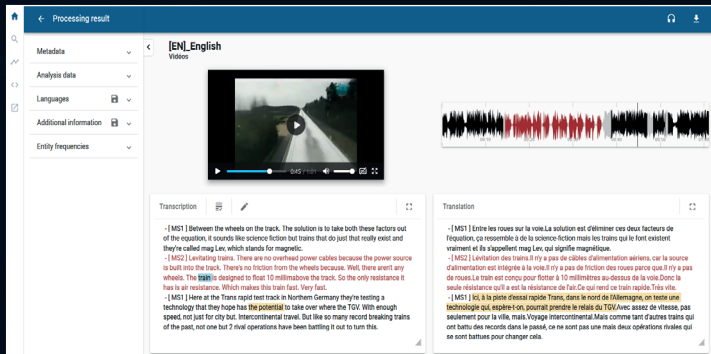 Processing result
Metadata
Analysis data
Languages
Additional information
Entity frequencies
[EN]_English
Videos
0:45 / 1:01
00:10
Transcription
- [ MS1 ] Between the wheels on the track. The solution is to take both these factors out
of the equation, it sounds like science fiction but trains that do just that really exist and
they're called mag Lev, which stands for magnetic.
- [ MS2 ] Levitating trains. There are no overhead power cables because the power source
is built into the track. There's no friction from the wheels because. Well, there aren't any
wheels. The train is designed to float 10 millimabove the track. So the only resistance it
has is air resistance. Which makes this train fast. Very fast.
- [ MS1 ] Here at the Trans rapid test track in Northern Germany they're testing a
technology that they hope has the potential to take over where the TGV. With enough
speed, not just for city but. Intercontinental travel. But like so many record breaking trains
of the past, not one but 2 rival operations have been battling it out to turn this.
Translation
- [ MS1 ] Entre les roues sur la voie.La solution est d'éliminer ces deux facteurs de
l'équation, ça ressemble à de la science-fiction mais les trains qui le font existent
vraiment et ils s'appellent mag Lev, qui signifie magnétique.
- [ MS2 ] Lévitation des trains.Il n'y a pas de câbles d'alimentation aériens, car la source
d'alimentation est intégrée à la voie.Il n'y a pas de friction des roues parce que.Il n'y a pas
de roues.Le train est conçu pour flotter à 10 millimètres au-dessus de la voie.Donc la
seule résistance qu'il a est la résistance de l'air.Ce qui rend ce train rapide.Très vite.
- [ MS1 ] Ici, à la piste d'essai rapide Trans, dans le nord de l'Allemagne, on teste une
technologie qui, espère-t-on, pourrait prendre le relais du TGV.Avec assez de vitesse, pas
seulement pour la ville, mais.Voyage intercontinental.Mais comme tant d'autres trains qui
ont battu des records dans le passé, ce ne sont pas une mais deux opérations rivales qui
se sont battues pour changer cela.